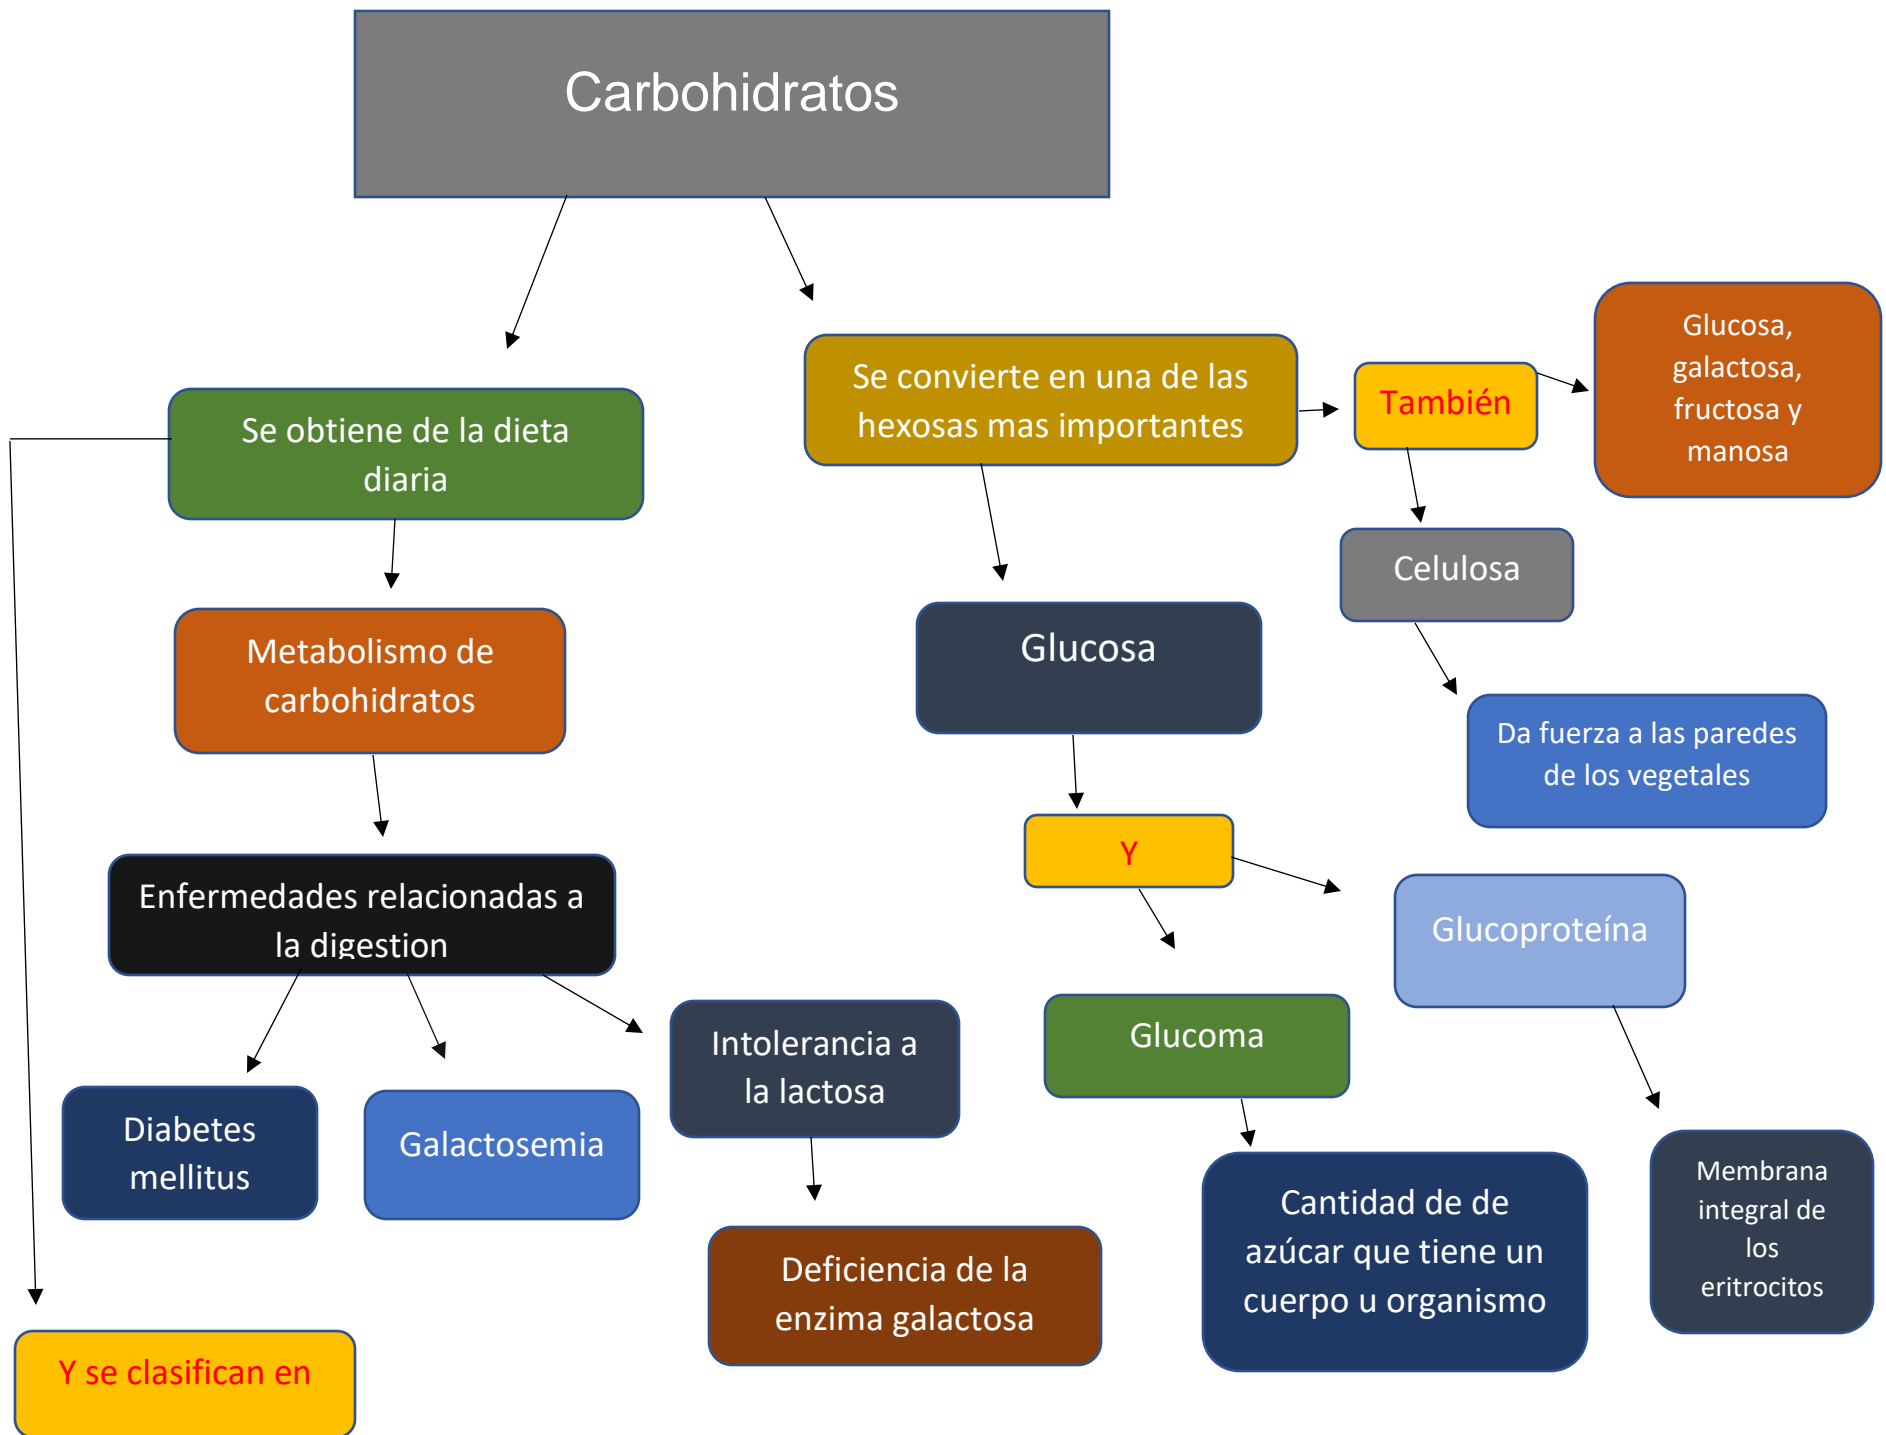 Carbohidratos
Se obtiene de la dieta
diaria
Se convierte en una de las
hexosas mas importantes
También
Glucosa,
galactosa,
fructosa y
manosa
Celulosa
Da fuerza a las paredes
de los vegetales
Metabolismo de
carbohidratos
Glucosa
Y
Enfermedades relacionadas a
la digestion
Glucoproteína
Glucoma
Intolerancia a
la lactosa
Diabetes
mellitus
Galactosemia
Membrana
integral de
los
eritrocitos
Cantidad de de
azúcar que tiene un
cuerpo u organismo
Deficiencia de la
enzima galactosa
Y se clasifican en